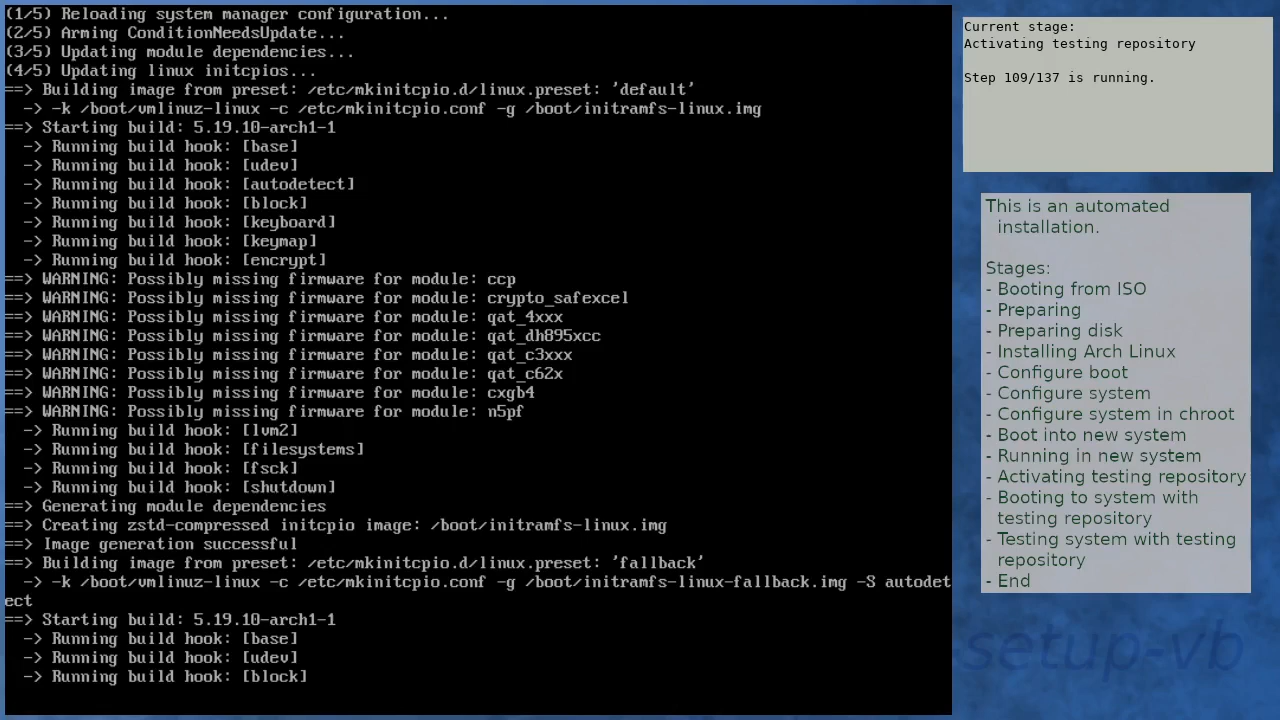 (1/5) Reloading system manager configuration...
(2/5) Arming ConditionNeedsUpdate...
(3/5) Updating module dependencies...
(4/5) Updating linux initcpios...
==> Building image from preset: /etc/mkinitcpio.d/linux.preset: 'default'
  -> -k /boot/vmlinuz-linux -c /etc/mkinitcpio.conf -g /boot/initramfs-linux.img
==> Starting build: 5.19.10-arch1-1
  -> Running build hook: [base]
  -> Running build hook: [udev]
  -> Running build hook: [autodetect]
  -> Running build hook: [block]
  -> Running build hook: [keyboard]
  -> Running build hook: [keymap]
  -> Running build hook: [encrypt]
==> WARNING: Possibly missing firmware for module: ccp
==> WARNING: Possibly missing firmware for module: crypto_safexcel
==> WARNING: Possibly missing firmware for module: qat_4xxx
==> WARNING: Possibly missing firmware for module: qat_dh895xcc
==> WARNING: Possibly missing firmware for module: qat_c3xxx
==> WARNING: Possibly missing firmware for module: qat_c62x
==> WARNING: Possibly missing firmware for module: cxgb4
==> WARNING: Possibly missing firmware for module: n5pf
  -> Running build hook: [lvm2]
  -> Running build hook: [filesystems]
  -> Running build hook: [fsck]
  -> Running build hook: [shutdown]
==> Generating module dependencies
==> Creating zstd-compressed initcpio image: /boot/initramfs-linux.img
==> Image generation successful
==> Building image from preset: /etc/mkinitcpio.d/linux.preset: 'fallback'
  -> -k /boot/vmlinuz-linux -c /etc/mkinitcpio.conf -g /boot/initramfs-linux-fallback.img -S autodet
ect
==> Starting build: 5.19.10-arch1-1
  -> Running build hook: [base]
  -> Running build hook: [udev]
  -> Running build hook: [block]
Current stage:
Activating testing repository
Step 109/137 is running.
This is an automated
installation.
Stages:
- Booting from ISO
- Preparing
- Preparing disk
- Installing Arch Linux
- Configure boot
- Configure system
- Configure system in chroot
- Boot into new system
- Running in new system
- Activating testing repository
- Booting to system with
testing repository
- Testing system with testing
repository
- End
setup-vb